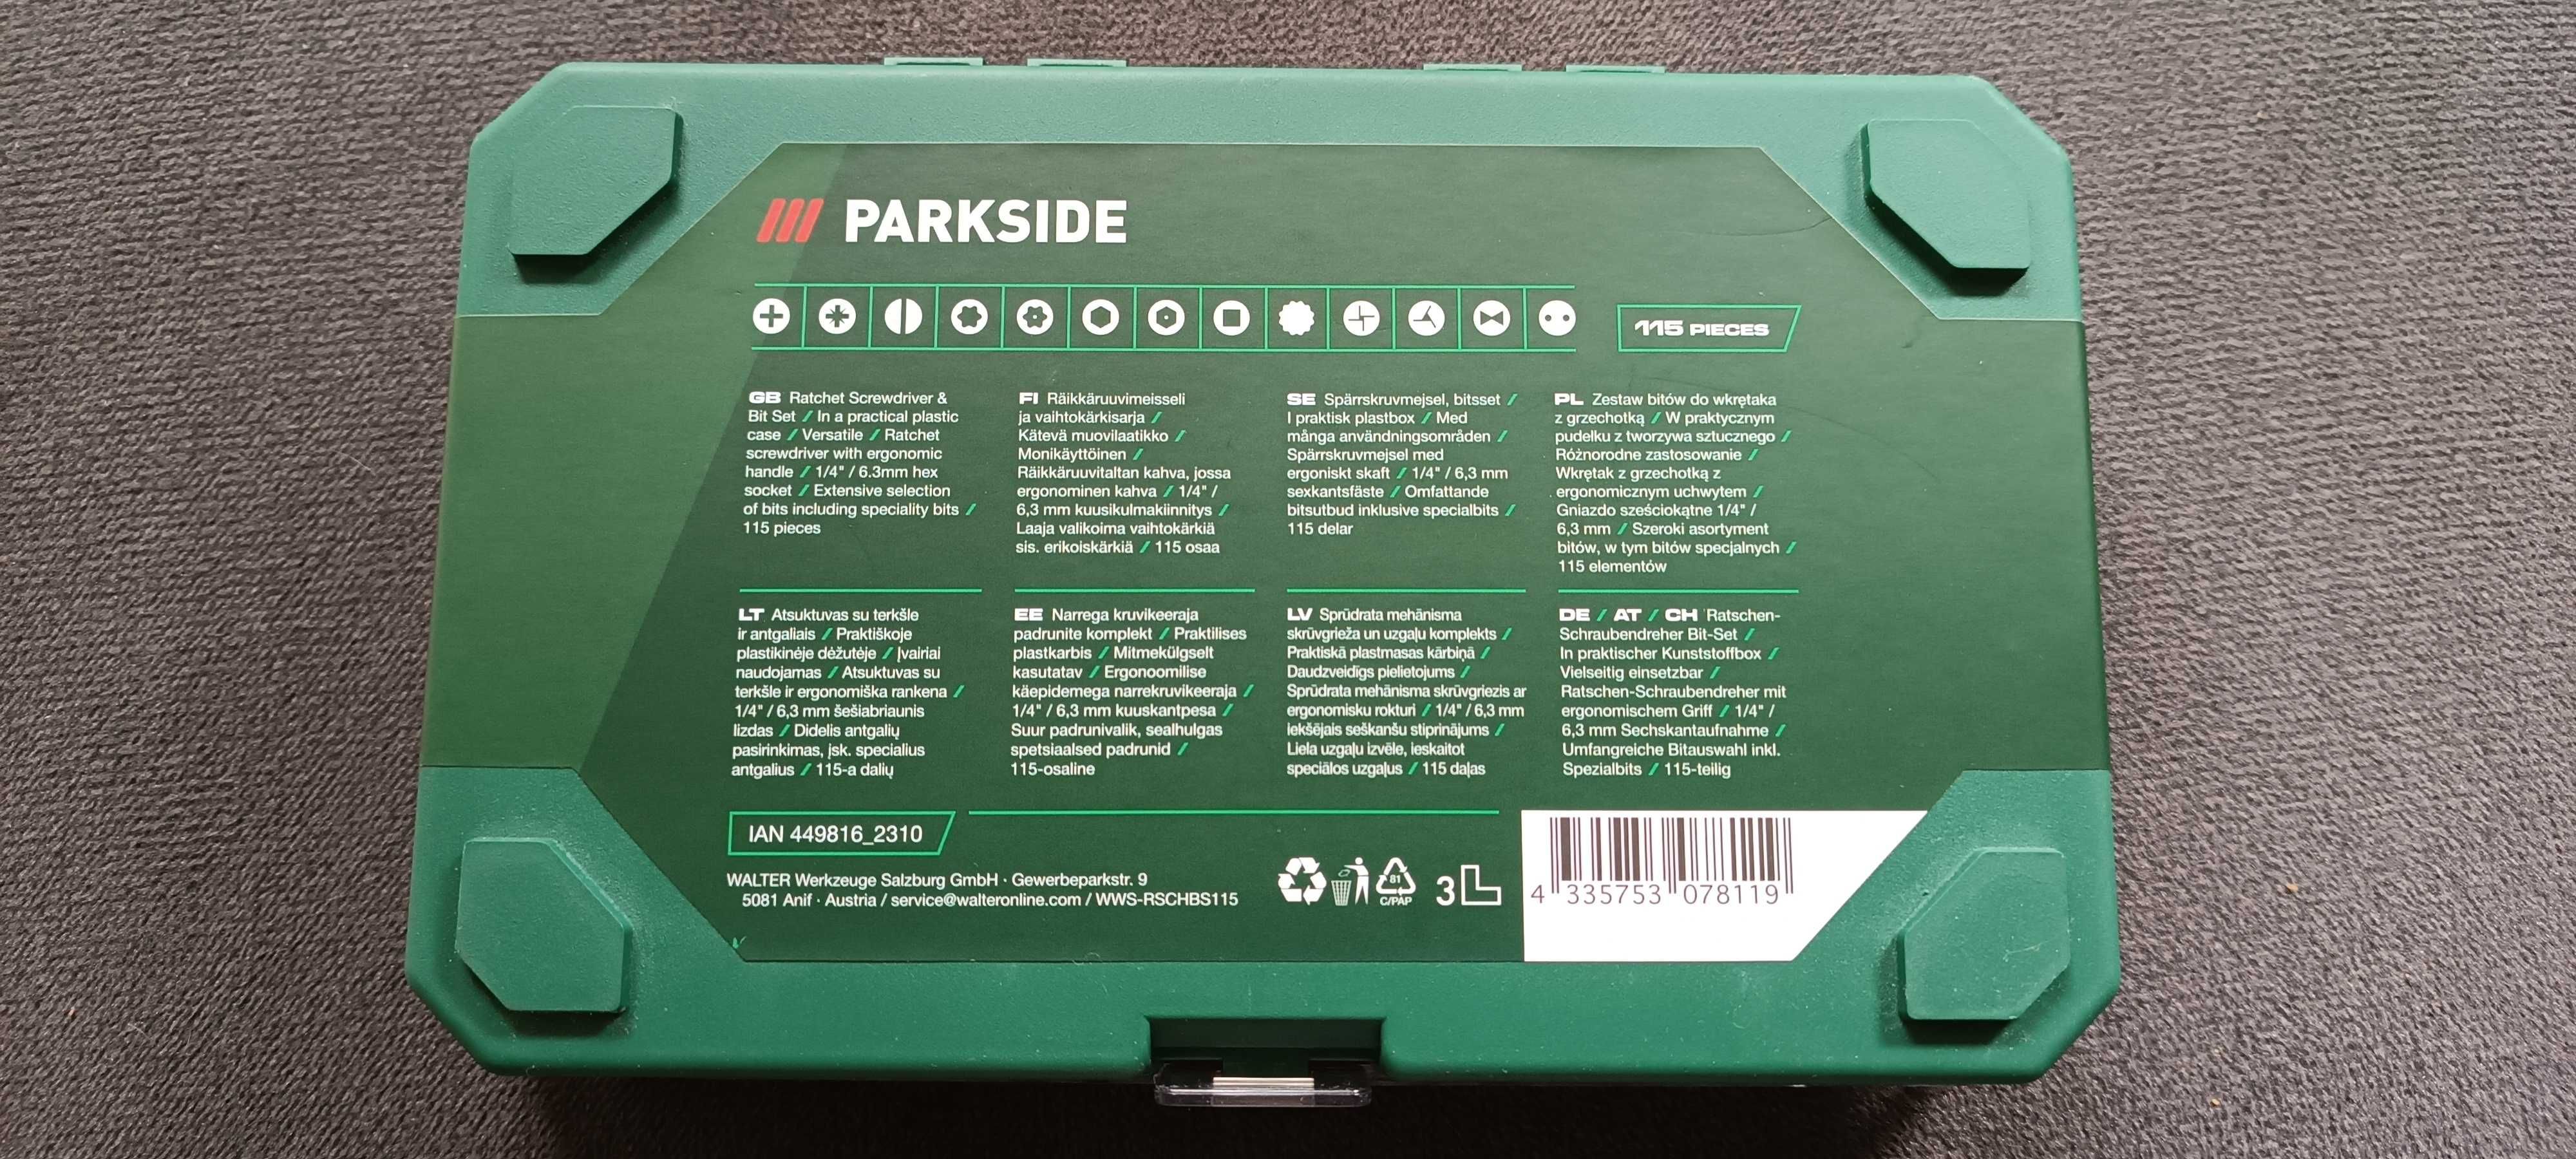 PARKSIDE
115 PIECES
GB Ratchet Screwdriver &
Bit Set / In a practical plastic
case / Versatile / Ratchet
screwdriver with ergonomic
handle / 1/4" / 6.3mm hex
socket / Extensive selection
of bits including speciality bits /
115 pieces
FI Räikkäruuvimeisseli
ja vaihtokärkisarja /
Kätevä muovilaatikko /
Monikäyttöinen /
Räikkäruuvitaltan kahva, jossa
ergonominen kahva / 1/4" /
6,3 mm kuusikulmakiinnitys /
Laaja valikoima vaihtokärkiä
sis. erikoiskärkiä / 115 osaa
SE Spärrskruvmejsel, bitsset /
I praktisk plastbox / Med
många användningsområden /
Spärrskruvmejsel med
ergoniskt skaft / 1/4" / 6,3 mm
sexkantsfäste / Omfattande
bitsutbud inklusive specialbits /
115 delar
PL Zestaw bitów do wkrętaka
z grzechotką / W praktycznym
pudełku z tworzywa sztucznego /
Różnorodne zastosowanie /
Wkrętak z grzechotką z
ergonomicznym uchwytem /
Gniazdo sześciokątne 1/4" /
6,3 mm / Szeroki asortyment
bitów, w tym bitów specjalnych /
115 elementów
LT Atsuktuvas su terkšle
ir antgaliais / Praktiškoje
plastikinėje dėžutėje / Įvairiai
naudojamas / Atsuktuvas su
terkšle ir ergonomiška rankena /
1/4" / 6,3 mm šešiabriaunis
lizdas / Didelis antgalių
pasirinkimas, įsk. specialius
antgalius / 115-a dalių
EE Narrega kruvikeeraja
padrunite komplekt / Praktilises
plastkarbis / Mitmekülgselt
kasutatav / Ergonoomilise
käepidemega narrekruvikeeraja /
1/4" / 6,3 mm kuuskantpesa /
Suur padrunivalik, sealhulgas
spetsiaalsed padrunid /
115-osaline
LV Sprūdrata mehānisma
skrūvgrieža un uzgaļu komplekts /
Praktiskā plastmasas kārbiņā /
Daudzveidīgs pielietojums /
Sprūdrata mehānisma skrūvgriezis ar
ergonomisku rokturi / 1/4" / 6,3 mm
iekšējais seškanšu stiprinājums /
Liela uzgaļu izvēle, ieskaitot
speciālos uzgaļus / 115 daļas
DE / AT / CH Ratschen-
Schraubendreher Bit-Set /
In praktischer Kunststoffbox /
Vielseitig einsetzbar /
Ratschen-Schraubendreher mit
ergonomischem Griff / 1/4" /
6,3 mm Sechskantaufnahme /
Umfangreiche Bitauswahl inkl.
Spezialbits / 115-teilig
IAN 449816_2310
WALTER Werkzeuge Salzburg GmbH · Gewerbeparkstr. 9
5081 Anif · Austria / service@walteronline.com / WWS-RSCHBS115
81
C/PAP
3
4 335753 078119